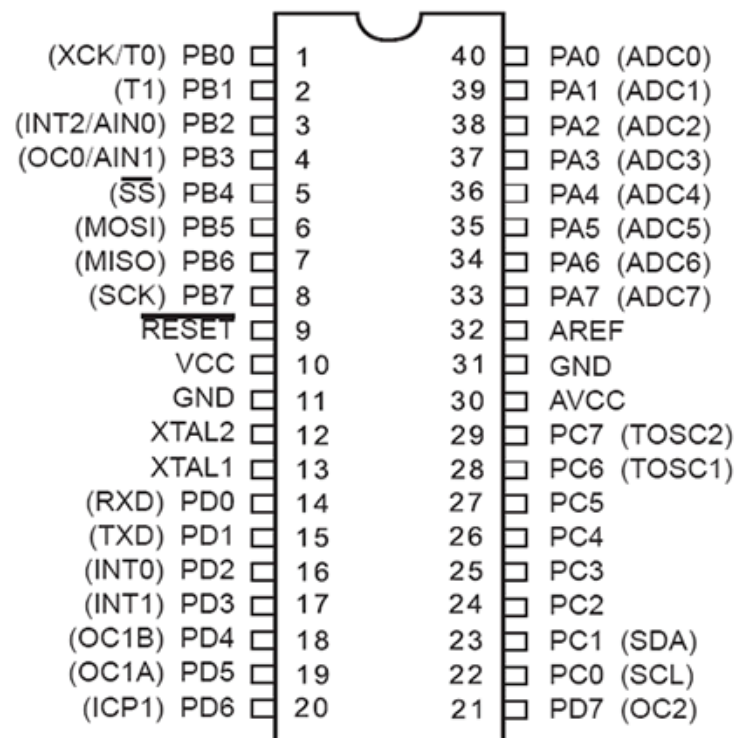 (XCK/T0) PB0 1 40 PA0 (ADC0)
(T1) PB1 2 39 PA1 (ADC1)
(INT2/AIN0) PB2 3 38 PA2 (ADC2)
(OC0/AIN1) PB3 4 37 PA3 (ADC3)
(S̅S̅) PB4 5 36 PA4 (ADC4)
(MOSI) PB5 6 35 PA5 (ADC5)
(MISO) PB6 7 34 PA6 (ADC6)
(SCK) PB7 8 33 PA7 (ADC7)
R̅E̅S̅E̅T̅ 9 32 AREF
VCC 10 31 GND
GND 11 30 AVCC
XTAL2 12 29 PC7 (TOSC2)
XTAL1 13 28 PC6 (TOSC1)
(RXD) PD0 14 27 PC5
(TXD) PD1 15 26 PC4
(INT0) PD2 16 25 PC3
(INT1) PD3 17 24 PC2
(OC1B) PD4 18 23 PC1 (SDA)
(OC1A) PD5 19 22 PC0 (SCL)
(ICP1) PD6 20 21 PD7 (OC2)